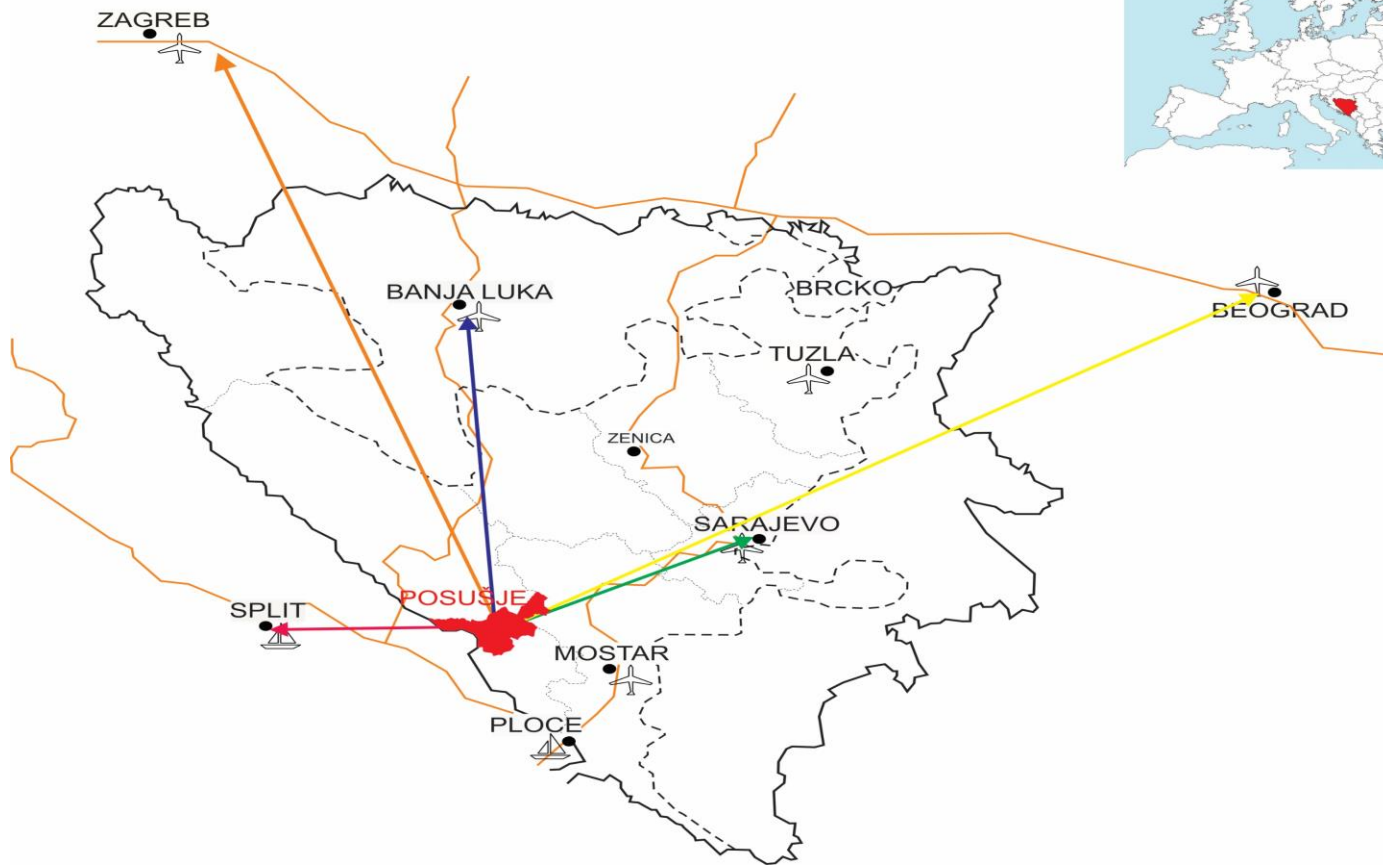 ZAGREB
BANJA LUKA
BRCKO
BEOGRAD
TUZLA
ZENICA
SARAJEVO
POSUŠJE
SPLIT
MOSTAR
PLOCE